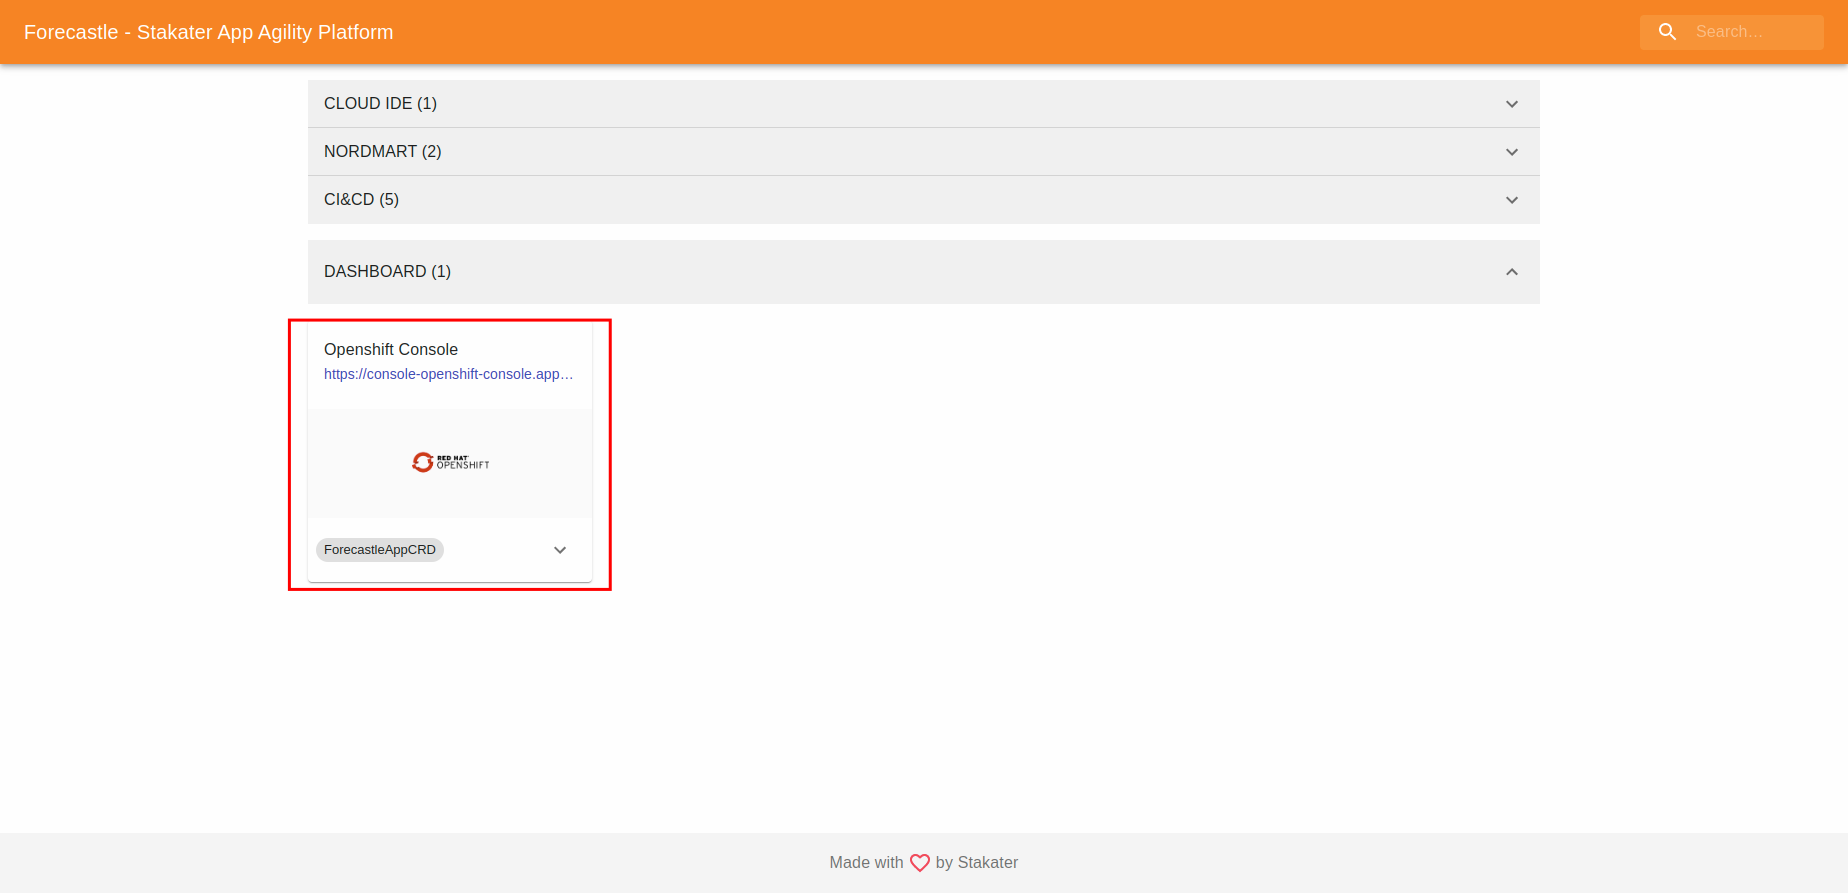 Forecastle - Stakater App Agility Platform
Search…
CLOUD IDE (1)
NORDMART (2)
CI&CD (5)
DASHBOARD (1)
Openshift Console
https://console-openshift-console.app…
RED HAT
OPENSHIFT
ForecastleAppCRD
Made with by Stakater